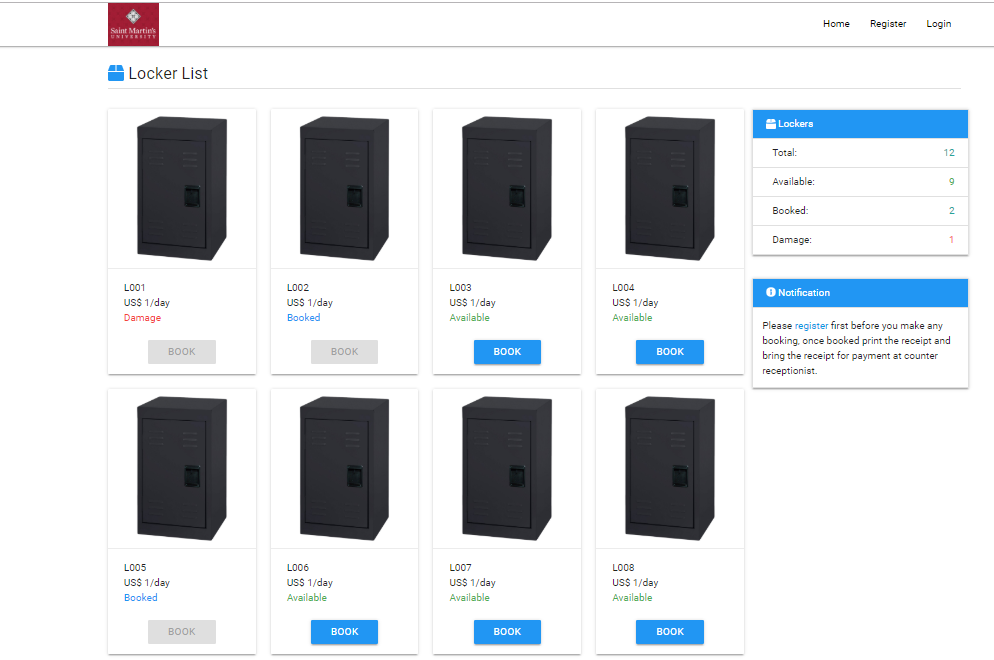 Saint Martin's
UNIVERSITY
Home
Register
Login
Locker List
L001
US$ 1/day
Damage
BOOK
L002
US$ 1/day
Booked
BOOK
L003
US$ 1/day
Available
BOOK
L004
US$ 1/day
Available
BOOK
Lockers
Total: 12
Available: 9
Booked: 2
Damage: 1
Notification
Please register first before you make any
booking, once booked print the receipt and
bring the receipt for payment at counter
receptionist.
L005
US$ 1/day
Booked
BOOK
L006
US$ 1/day
Available
BOOK
L007
US$ 1/day
Available
BOOK
L008
US$ 1/day
Available
BOOK